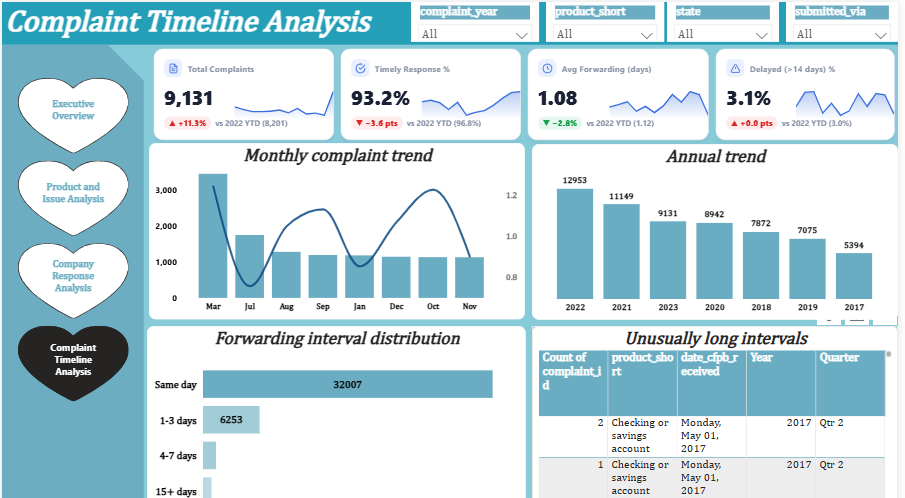 Complaint Timeline Analysis
complaint_year
All
product_short
All
state
All
submitted_via
All
Executive
Overview
Product and
Issue Analysis
Company
Response
Analysis
Complaint
Timeline
Analysis
Total Complaints
9,131
▲ +11.3% vs 2022 YTD (8,201)
Timely Response %
93.2%
▼ −3.6 pts vs 2022 YTD (96.8%)
Avg Forwarding (days)
1.08
▼ −2.8% vs 2022 YTD (1.12)
Delayed (>14 days) %
3.1%
▲ +0.0 pts vs 2022 YTD (3.0%)
Monthly complaint trend
3,000
2,000
1,000
0
1.2
1.0
0.8
Mar Jul Aug Sep Jan Dec Oct Nov
Annual trend
12953 11149 9131 8942 7872 7075 5394
2022 2021 2023 2020 2018 2019 2017
Forwarding interval distribution
Same day 32007
1-3 days 6253
4-7 days
15+ days
Unusually long intervals
Count of
complaint_i
d
product_sho
rt
date_cfpb_r
eceived
Year
Quarter
2 Checking or
savings
account
Monday,
May 01,
2017
2017 Qtr 2
1 Checking or
savings
account
Monday,
May 01,
2017
2017 Qtr 2